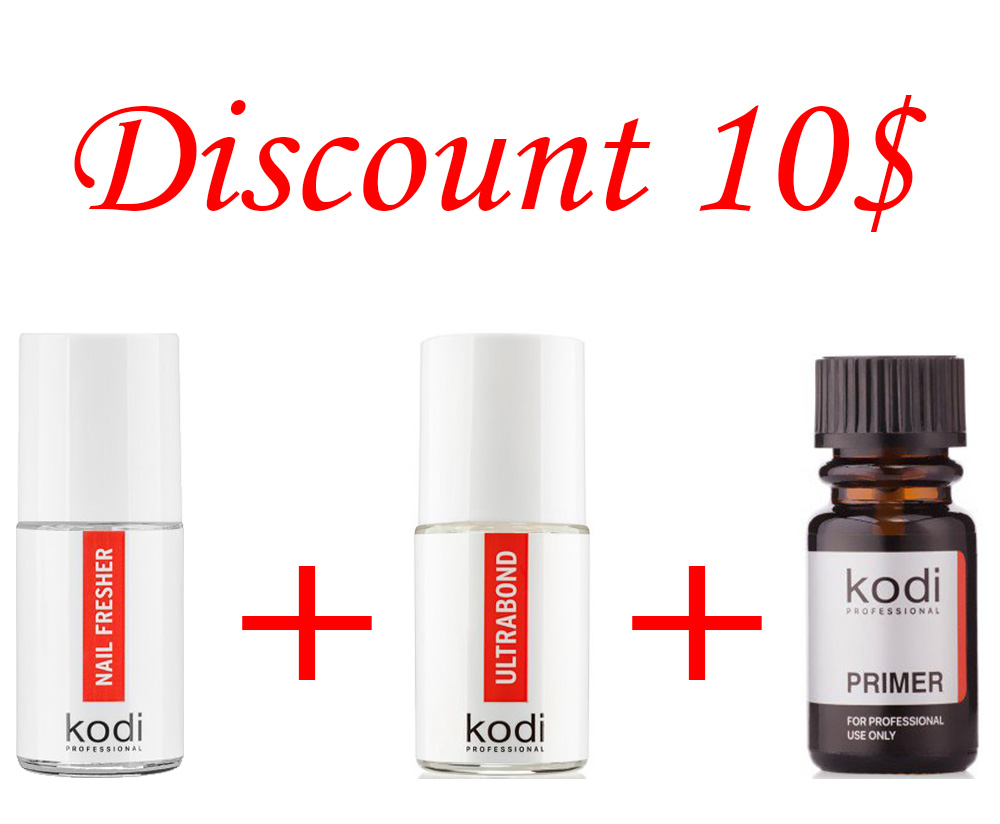 Discount 10$
NAIL FRESHER
kodi
PROFESSIONAL
+
ULTRABOND
kodi
PROFESSIONAL
+
kodi
PROFESSIONAL
PRIMER
FOR PROFESSIONAL
USE ONLY